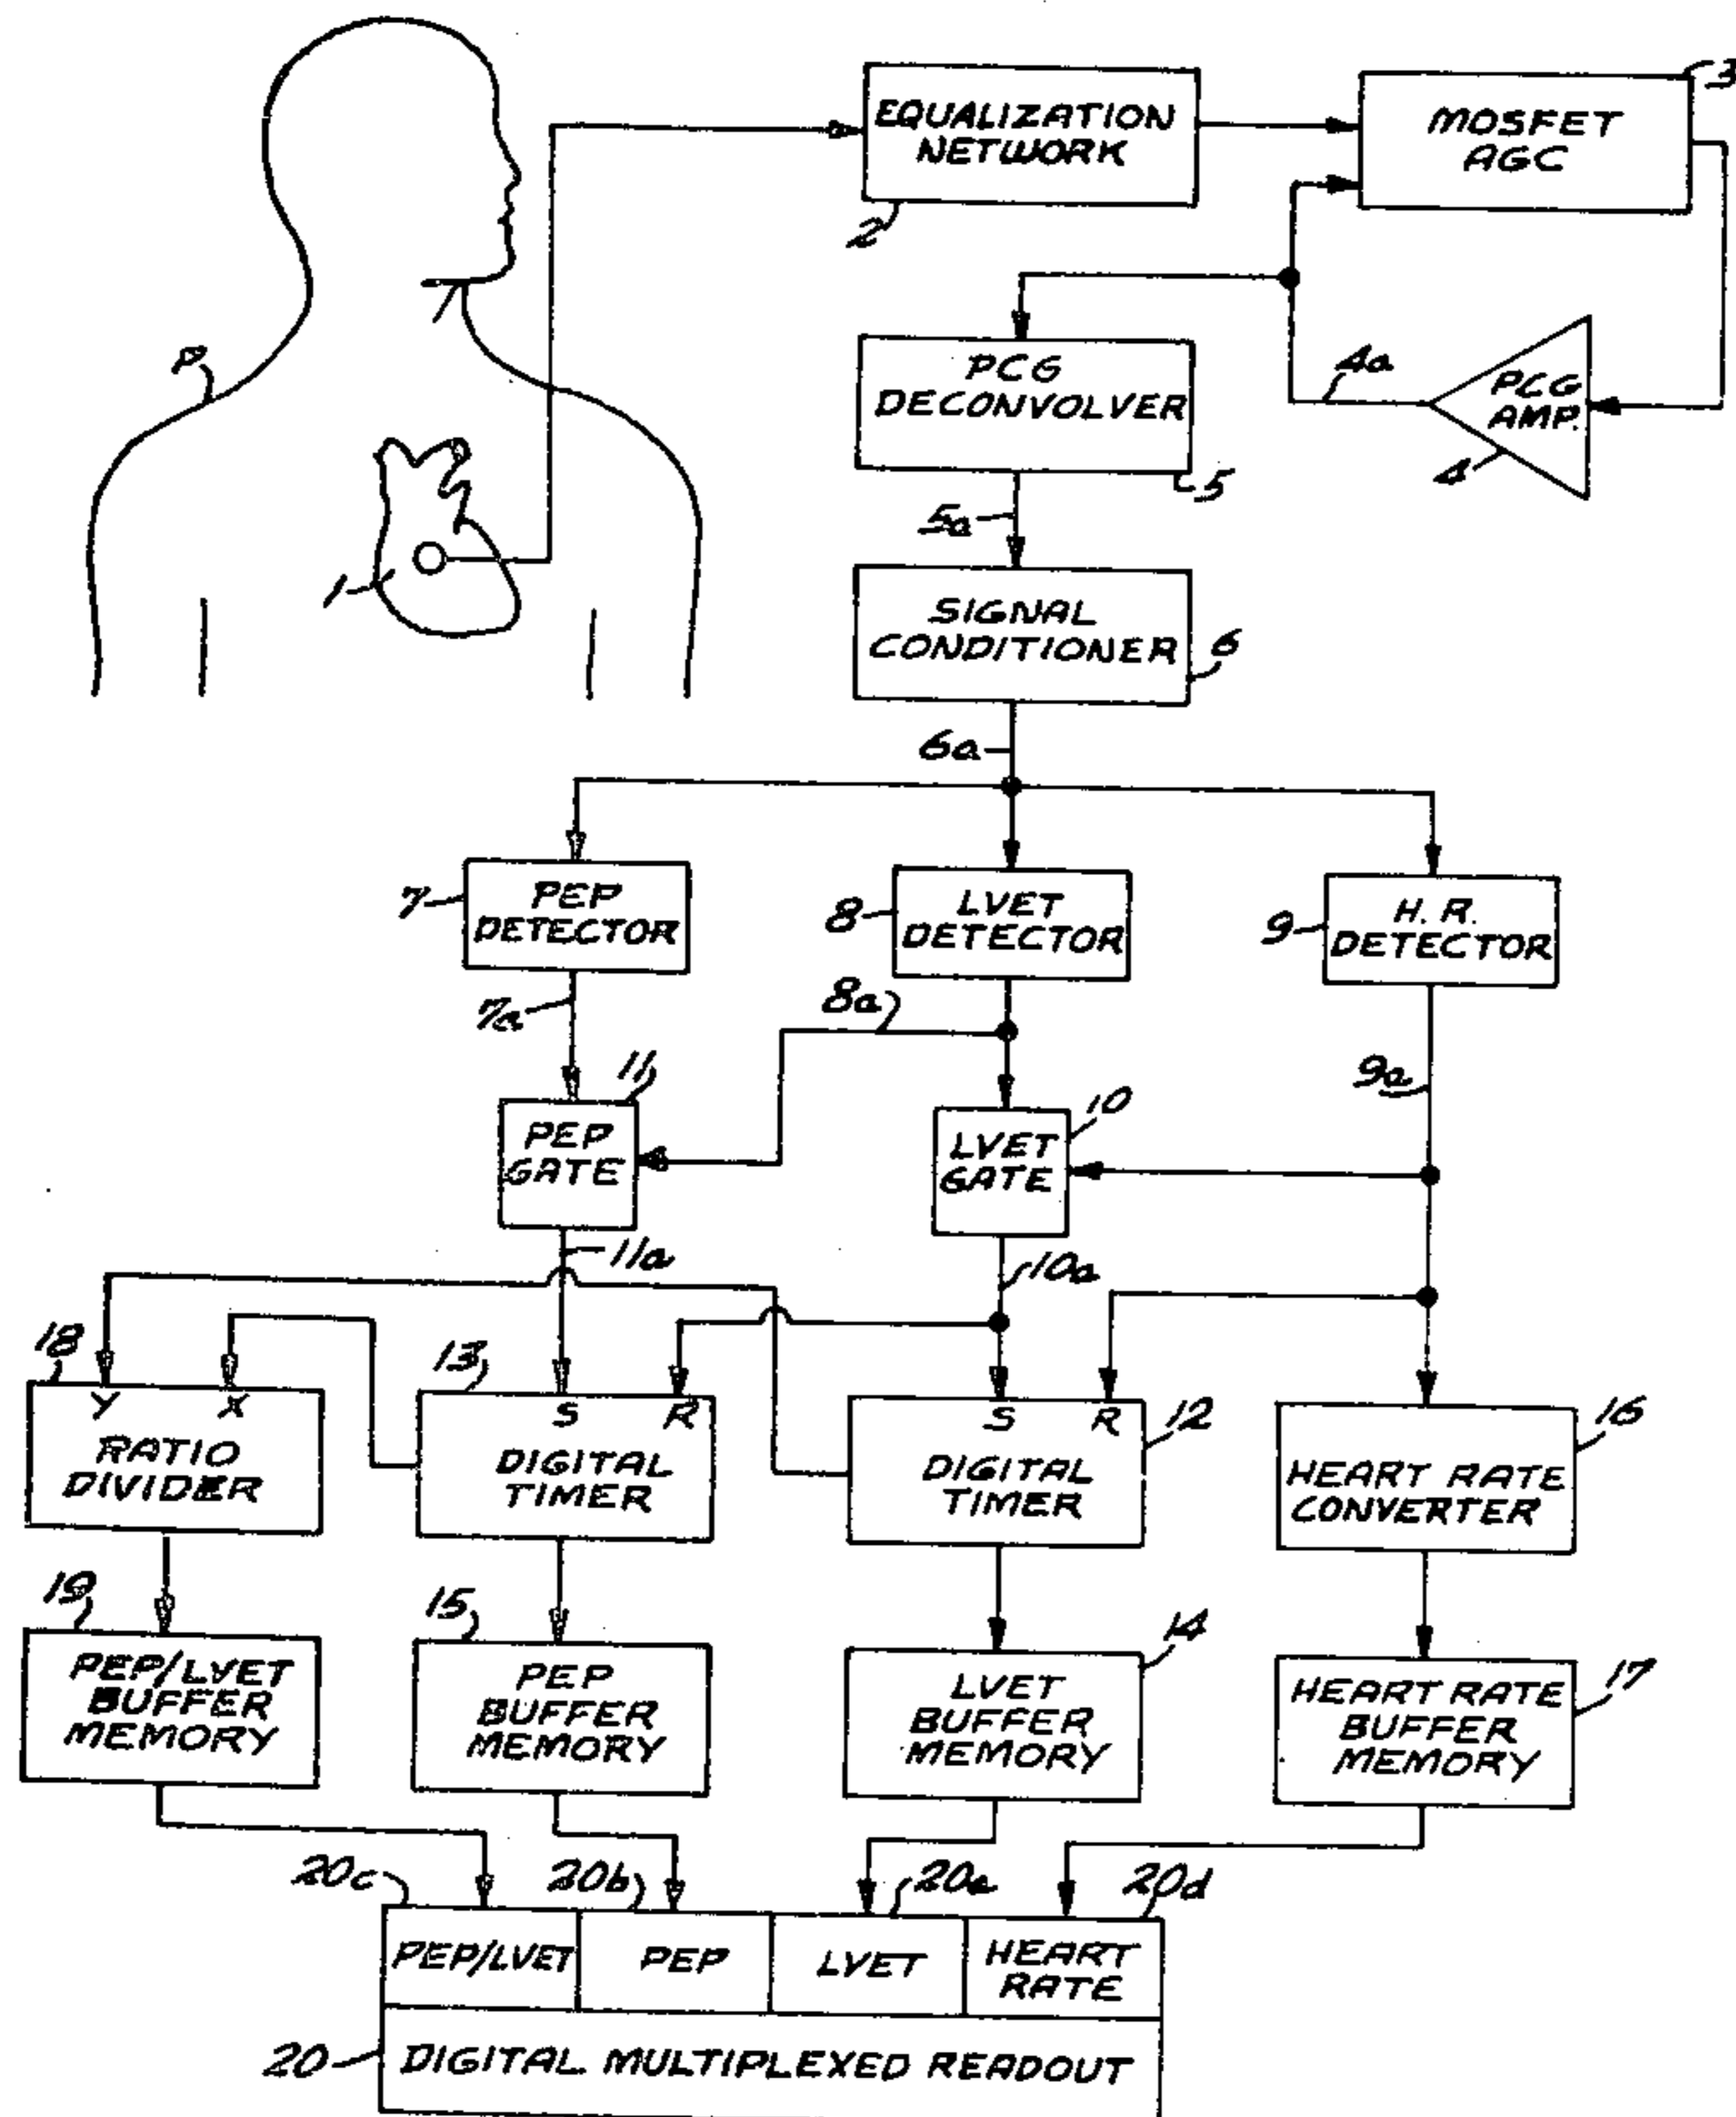 EQUALIZATION
NETWORK
2
MOSFET
AGC
3
P
1
PCG
DECONVOLVER
5
4a
PCG
AMP.
4
5a
SIGNAL
CONDITIONER
6
6a
7
PEP
DETECTOR
8
LVET
DETECTOR
9
H. R.
DETECTOR
7a
8a
9a
11
PEP
GATE
10
LVET
GATE
11a
10a
18
Y X
RATIO
DIVIDER
13
S R
DIGITAL
TIMER
12
S R
DIGITAL
TIMER
16
HEART RATE
CONVERTER
19
PEP/LVET
BUFFER
MEMORY
15
PEP
BUFFER
MEMORY
14
LVET
BUFFER
MEMORY
17
HEART RATE
BUFFER
MEMORY
20c
20b
20a
20d
PEP/LVET
PEP
LVET
HEART
RATE
20
DIGITAL MULTIPLEXED READOUT